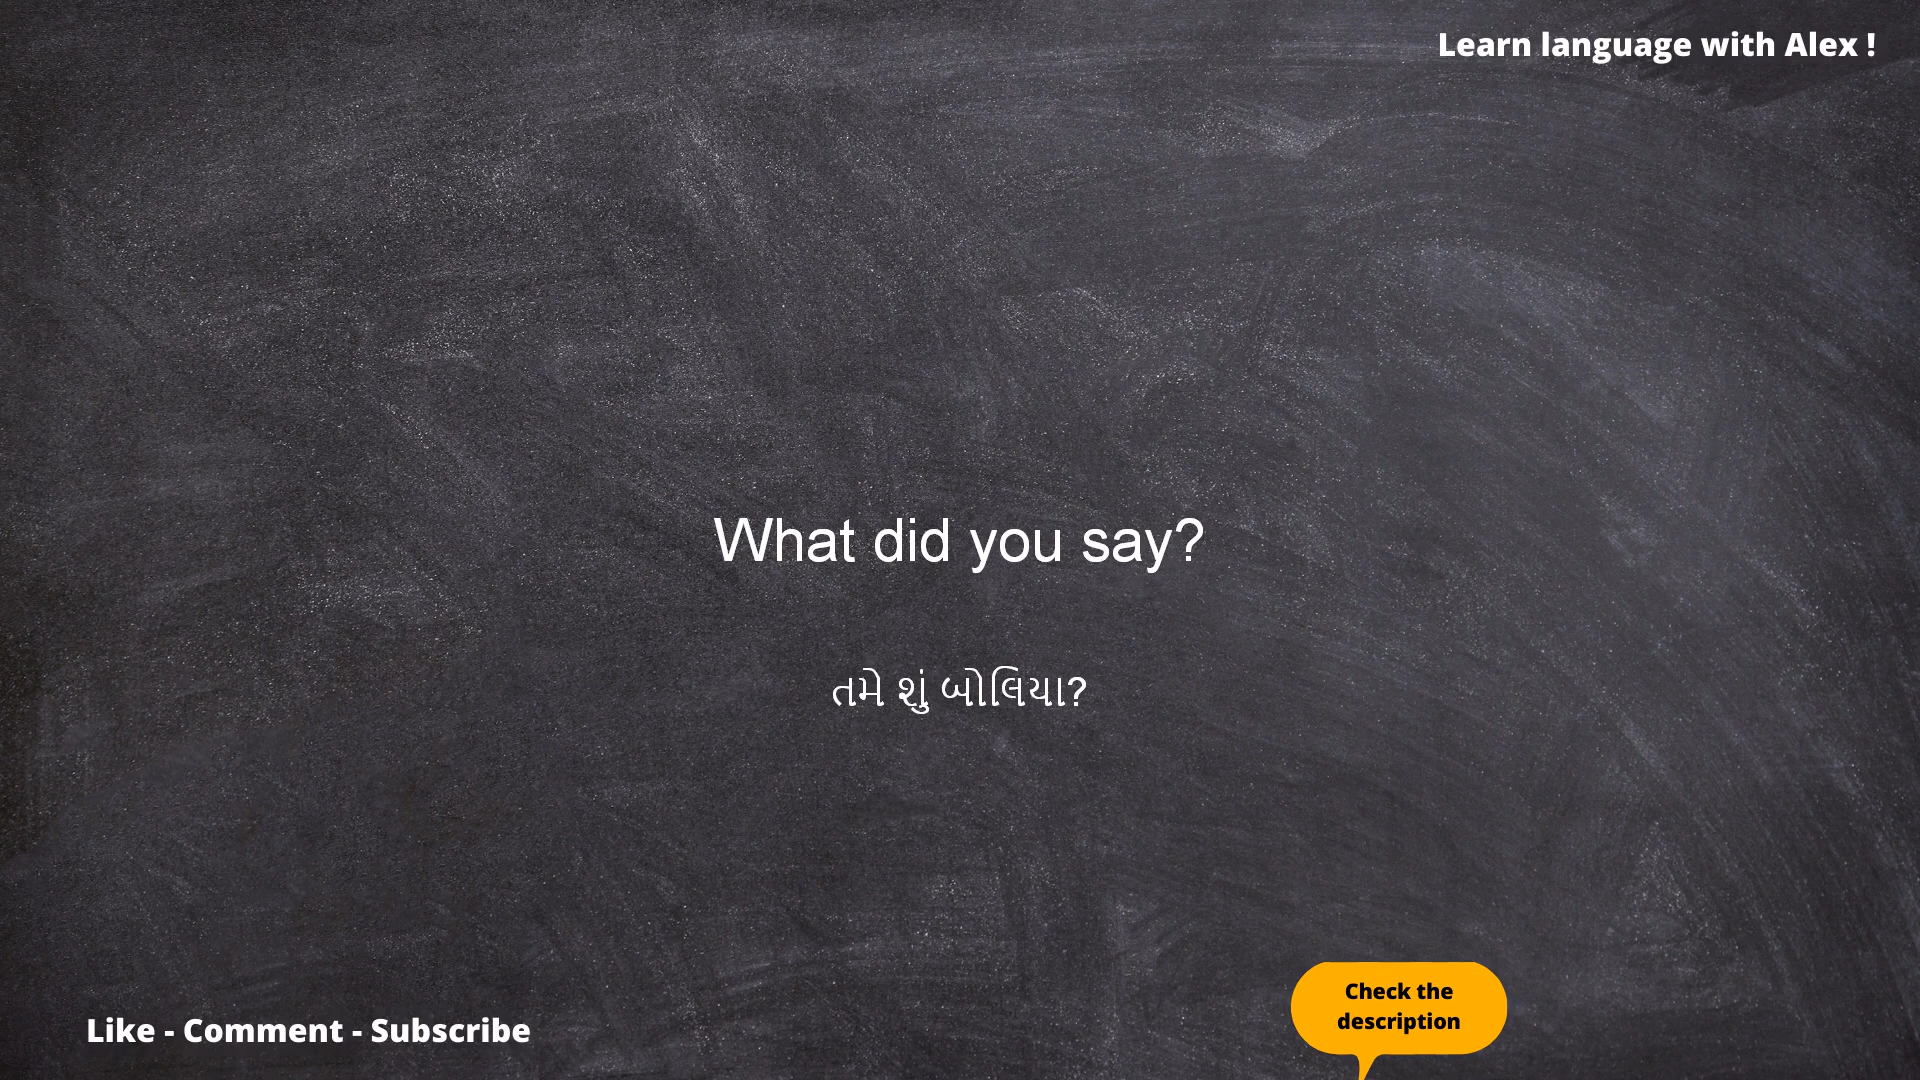 Learn language with Alex !
What did you say?
તમે શું બોલિયા?
Check the
description
Like - Comment - Subscribe